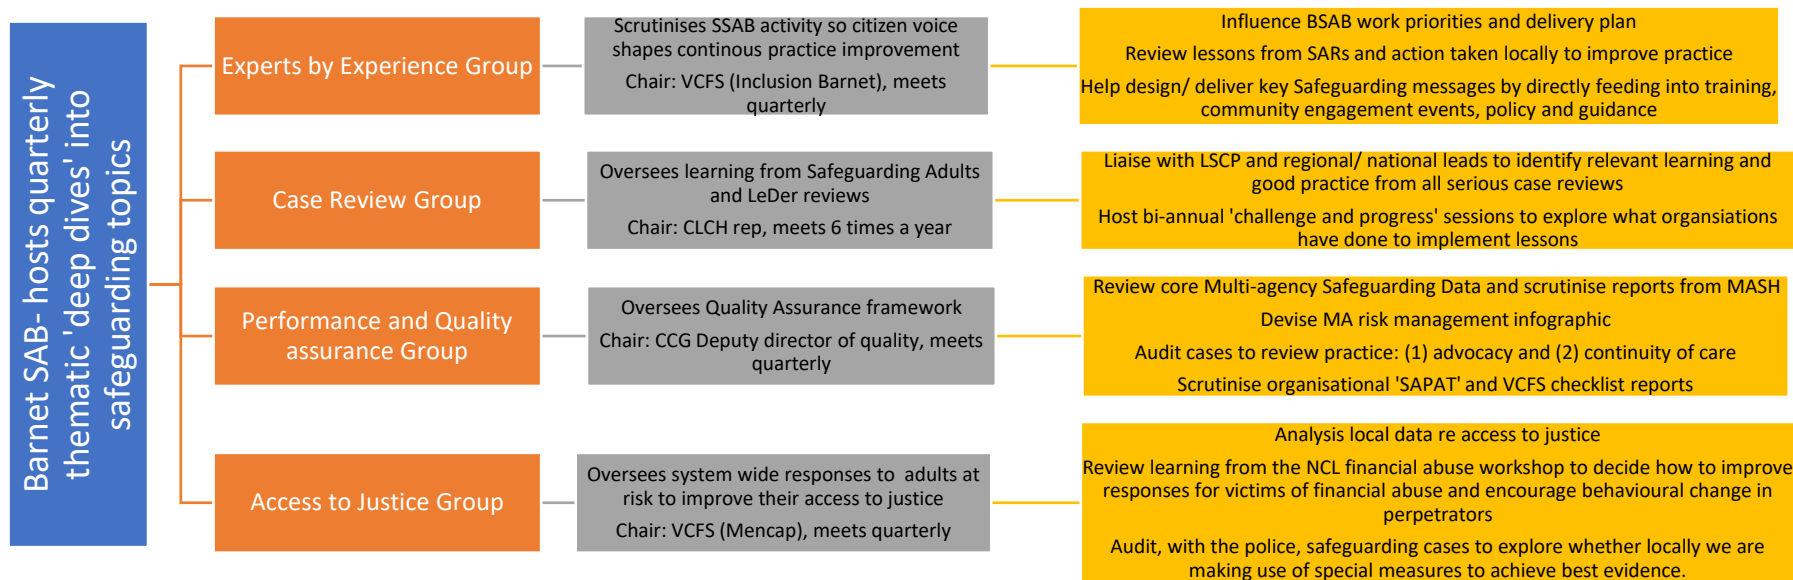 Barnet SAB- hosts quarterly
thematic 'deep dives' into
safeguarding topics
Experts by Experience Group
Scrutinises SSAB activity so citizen voice
shapes continous practice improvement
Chair: VCFS (Inclusion Barnet), meets
quarterly
Influence BSAB work priorities and delivery plan
Review lessons from SARs and action taken locally to improve practice
Help design/ deliver key Safeguarding messages by directly feeding into training,
community engagement events, policy and guidance
Case Review Group
Oversees learning from Safeguarding Adults
and LeDer reviews
Chair: CLCH rep, meets 6 times a year
Liaise with LSCP and regional/ national leads to identify relevant learning and
good practice from all serious case reviews
Host bi-annual 'challenge and progress' sessions to explore what organsiations
have done to implement lessons
Performance and Quality
assurance Group
Oversees Quality Assurance framework
Chair: CCG Deputy director of quality, meets
quarterly
Review core Multi-agency Safeguarding Data and scrutinise reports from MASH
Devise MA risk management infographic
Audit cases to review practice: (1) advocacy and (2) continuity of care
Scrutinise organisational 'SAPAT' and VCFS checklist reports
Access to Justice Group
Oversees system wide responses to adults at
risk to improve their access to justice
Chair: VCFS (Mencap), meets quarterly
Analysis local data re access to justice
Review learning from the NCL financial abuse workshop to decide how to improve
responses for victims of financial abuse and encourage behavioural change in
perpetrators
Audit, with the police, safeguarding cases to explore whether locally we are
making use of special measures to achieve best evidence.